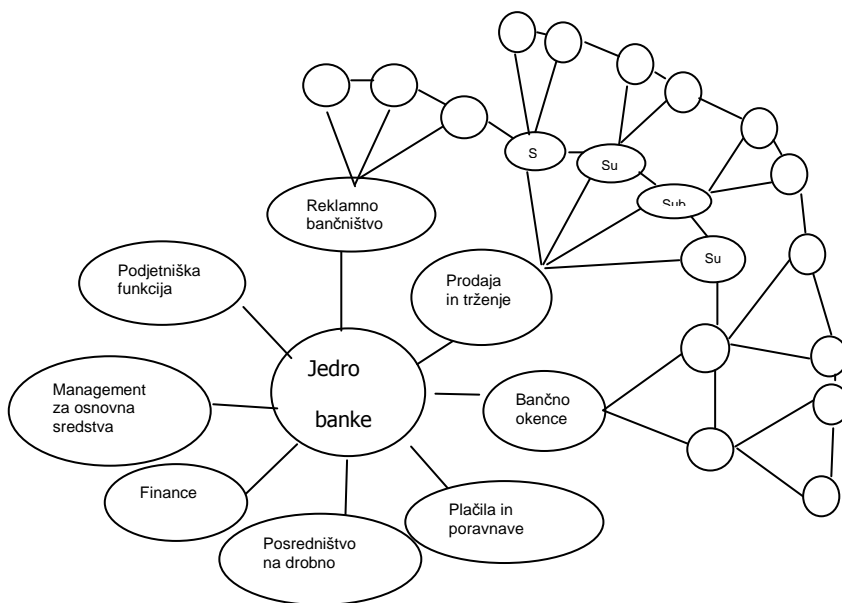 S
Su
Sub
Su
Reklamno
bančništvo
Podjetniška
funkcija
Prodaja
in trženje
Jedro
banke
Management
za osnovna
sredstva
Bančno
okence
Finance
Plačila in
poravnave
Posredništvo
na drobno